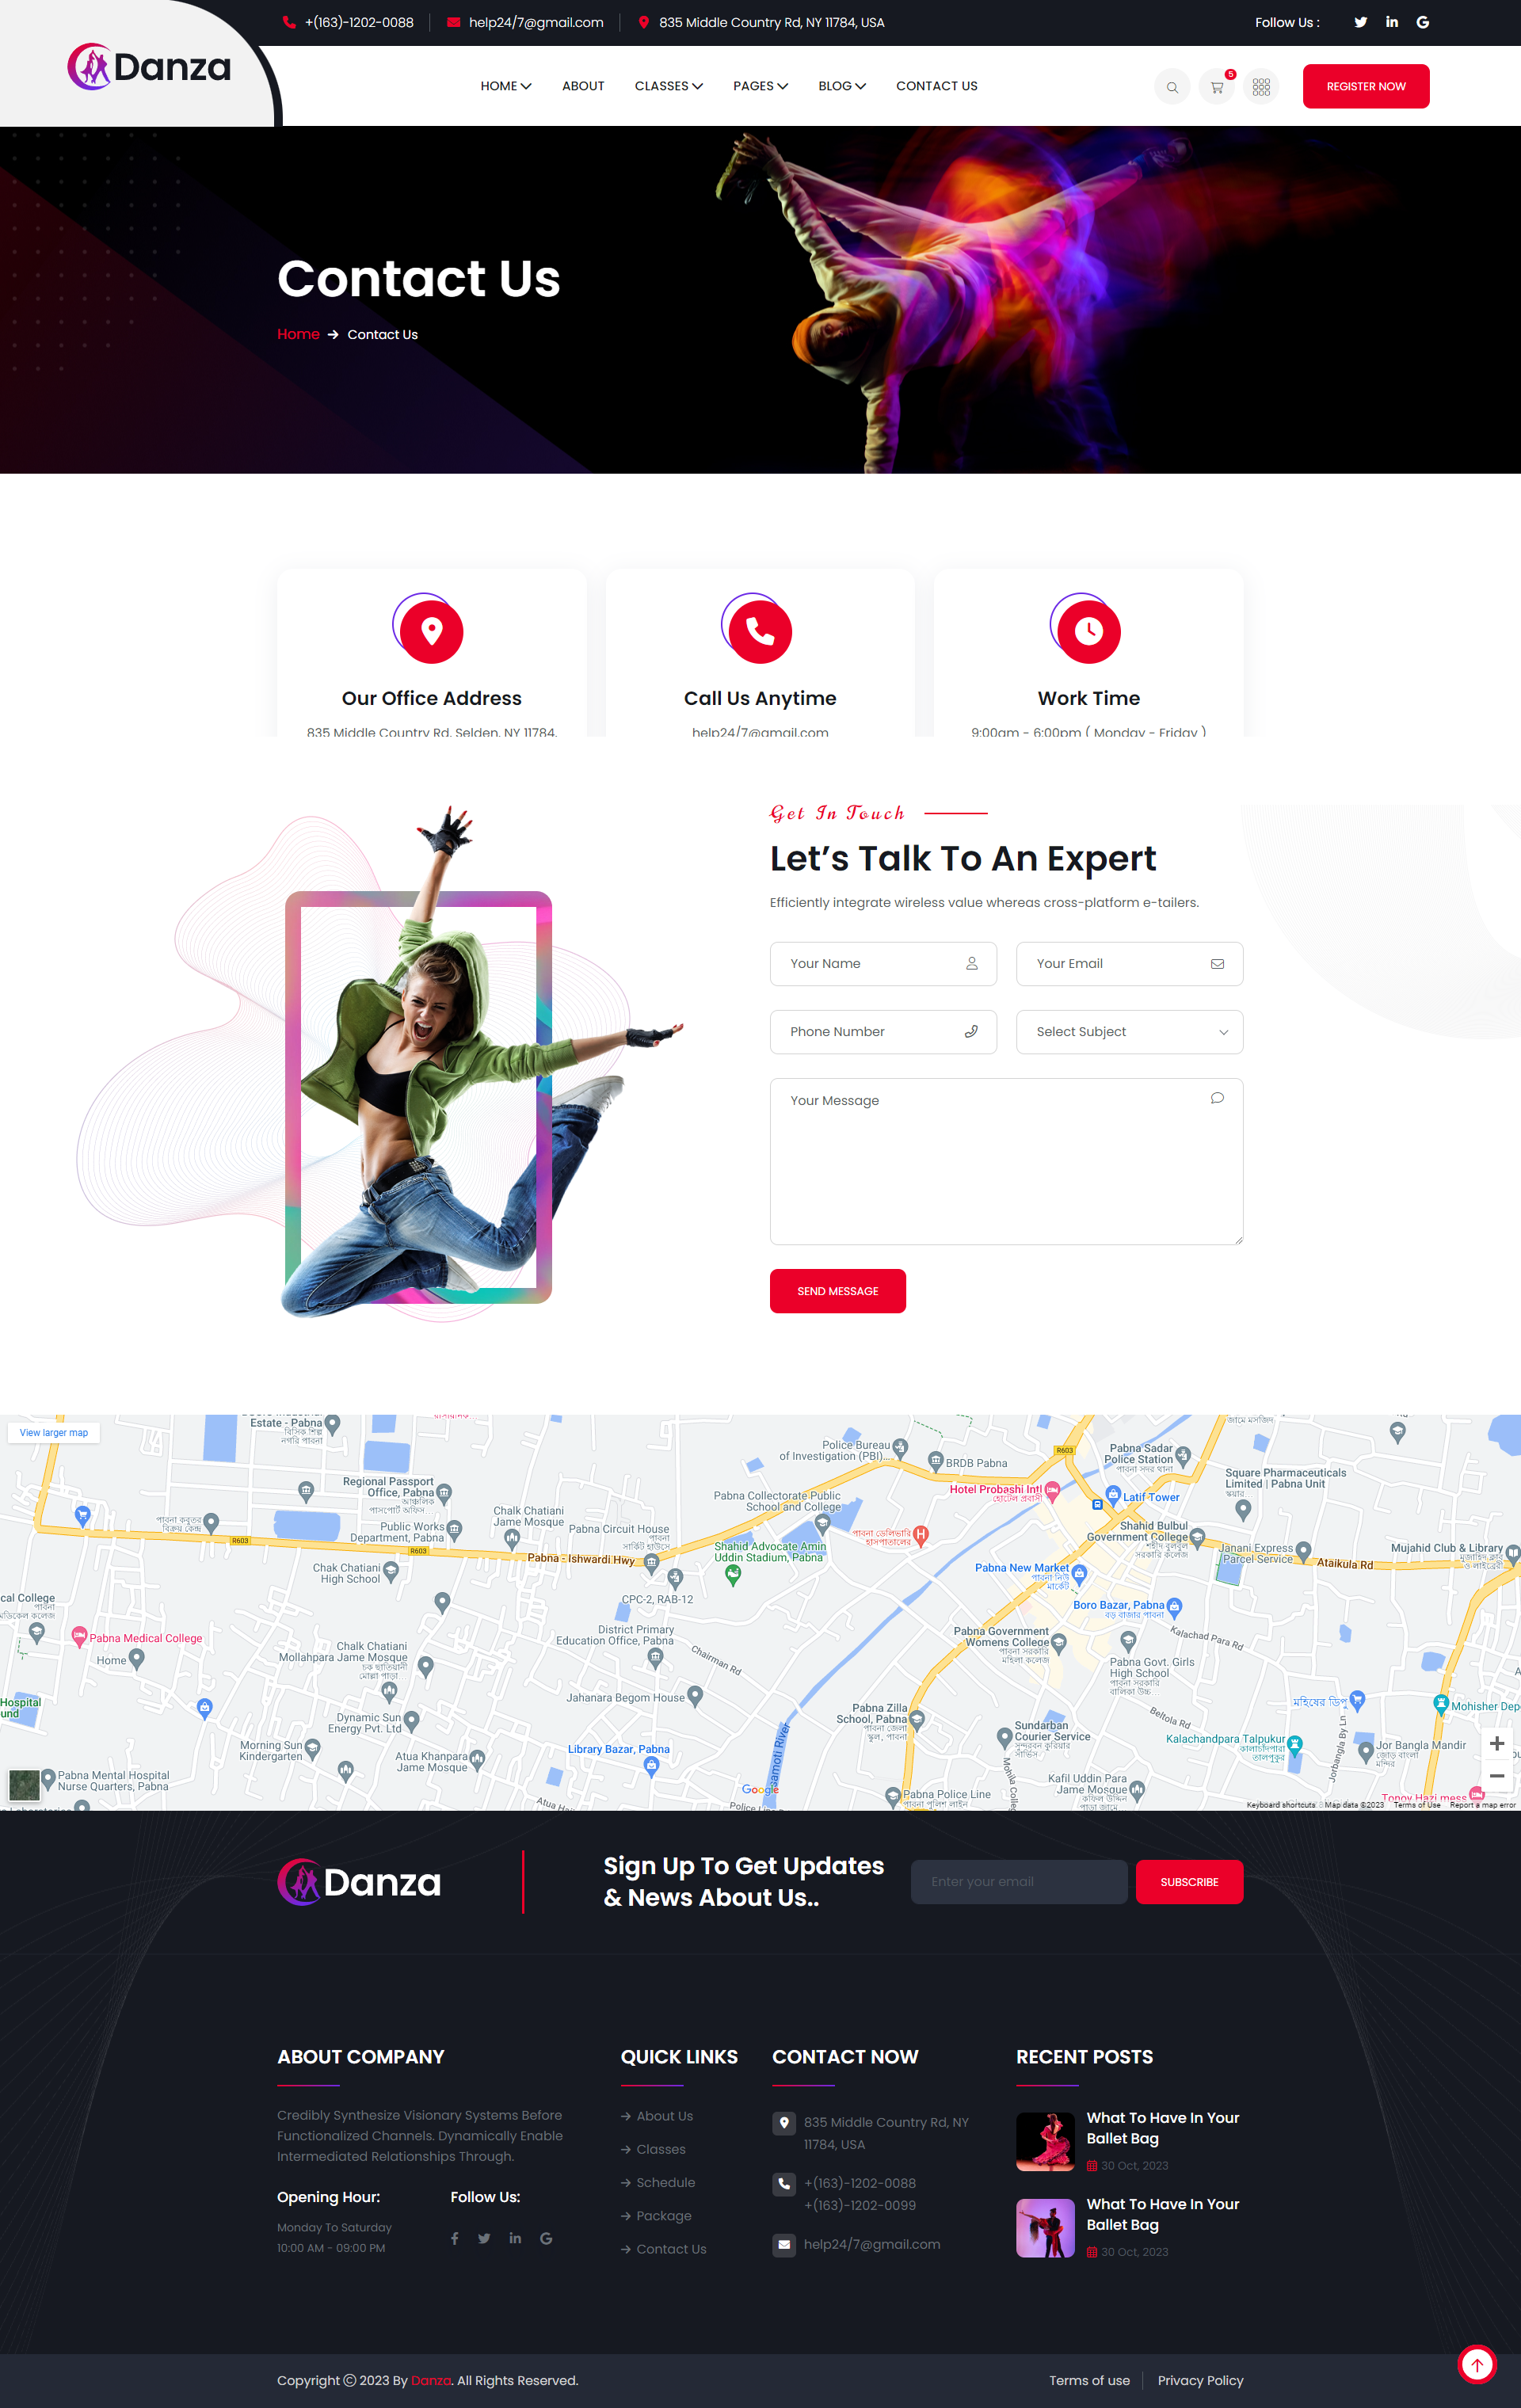 +(163)-1202-0088
help24/7@gmail.com
835 Middle Country Rd, NY 11784, USA
Follow Us :
Danza
HOME
ABOUT
CLASSES
PAGES
BLOG
CONTACT US
5
REGISTER NOW
Contact Us
Home
Contact Us
Our Office Address
835 Middle Country Rd, Selden, NY 11784,
Call Us Anytime
help24/7@gmail.com
Work Time
9:00am - 6:00pm ( Monday - Friday )
Get In Touch
Let’s Talk To An Expert
Efficiently integrate wireless value whereas cross-platform e-tailers.
Your Name
Your Email
Phone Number
Select Subject
Your Message
SEND MESSAGE
View larger map
Estate - Pabna
Regional Passport
Office, Pabna
Public Works
Department, Pabna
Chalk Chatiani
Jame Mosque
Pabna Circuit House
Pabna Collectorate Public
School and College
Police Bureau
of Investigation (PBI)...
BRDB Pabna
R603
Hotel Probashi Intl
হোটেল প্রবাসী
Pabna Sadar
Police Station
পাবনা সদর থানা
Latif Tower
Square Pharmaceuticals
Limited | Pabna Unit
Shahid Bulbul
Government College
Janani Express
Parcel Service
Ataikula Rd
Mujahid Club & Library
R603
R603
Pabna - Ishwardi Hwy
Shahid Advocate Amin
Uddin Stadium, Pabna
Chak Chatiani
High School
CPC-2, RAB-12
Pabna New Market
Boro Bazar, Pabna
বড় বাজার পাবনা
cal College
Pabna Medical College
Home
Chalk Chatiani
Mollahpara Jame Mosque
District Primary
Education Office, Pabna
Chairman Rd
Pabna Government
Womens College
Kalachad Para Rd
Pabna Govt. Girls
High School
Hospital
Jahanara Begom House
Dynamic Sun
Energy Pvt. Ltd
Morning Sun
Kindergarten
Atua Khanpara
Jame Mosque
Library Bazar, Pabna
Pabna Zilla
School, Pabna
Sundarban
Courier Service
Belfola Rd
Kalachandara Talpukur
Jorbangla By Ln
Jor Bangla Mandir
Pabna Mental Hospital
Nurse Quarters, Pabna
Google
Pabna Police Line
Kafil Uddin Para
Jame Mosque
Keyboard shortcuts
Map data ©2023
Terms of Use
Report a map error
Danza
Sign Up To Get Updates
& News About Us..
Enter your email
SUBSCRIBE
ABOUT COMPANY
Credibly Synthesize Visionary Systems Before
Functionalized Channels. Dynamically Enable
Intermediated Relationships Through.
Opening Hour:
Monday To Saturday
10:00 AM - 09:00 PM
Follow Us:
QUICK LINKS
About Us
Classes
Schedule
Package
Contact Us
CONTACT NOW
835 Middle Country Rd, NY
11784, USA
+(163)-1202-0088
+(163)-1202-0099
help24/7@gmail.com
RECENT POSTS
What To Have In Your
Ballet Bag
30 Oct, 2023
What To Have In Your
Ballet Bag
30 Oct, 2023
Copyright © 2023 By Danza. All Rights Reserved.
Terms of use
Privacy Policy